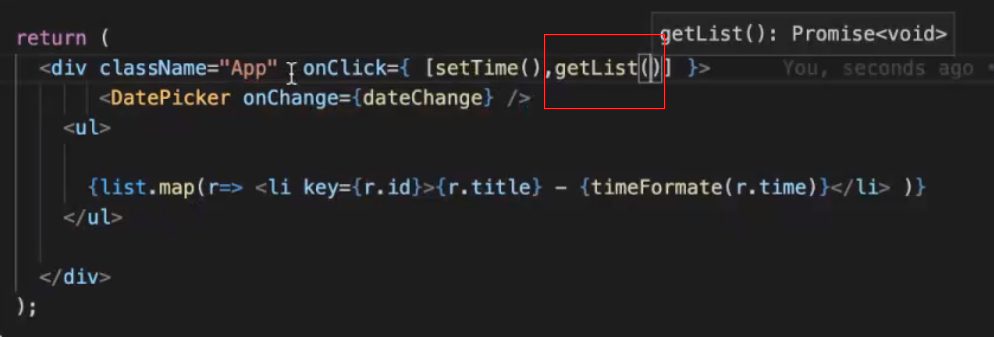 getList(): Promise<void>
return (
<div className="App" onClick={ [setTime(),getList()] }> You, seconds ago •
<DatePicker onChange={dateChange} />
<ul>
{list.map(r=> <li key={r.id}>{r.title} - {timeFormate(r.time)}</li> )}
</ul>
</div>
);